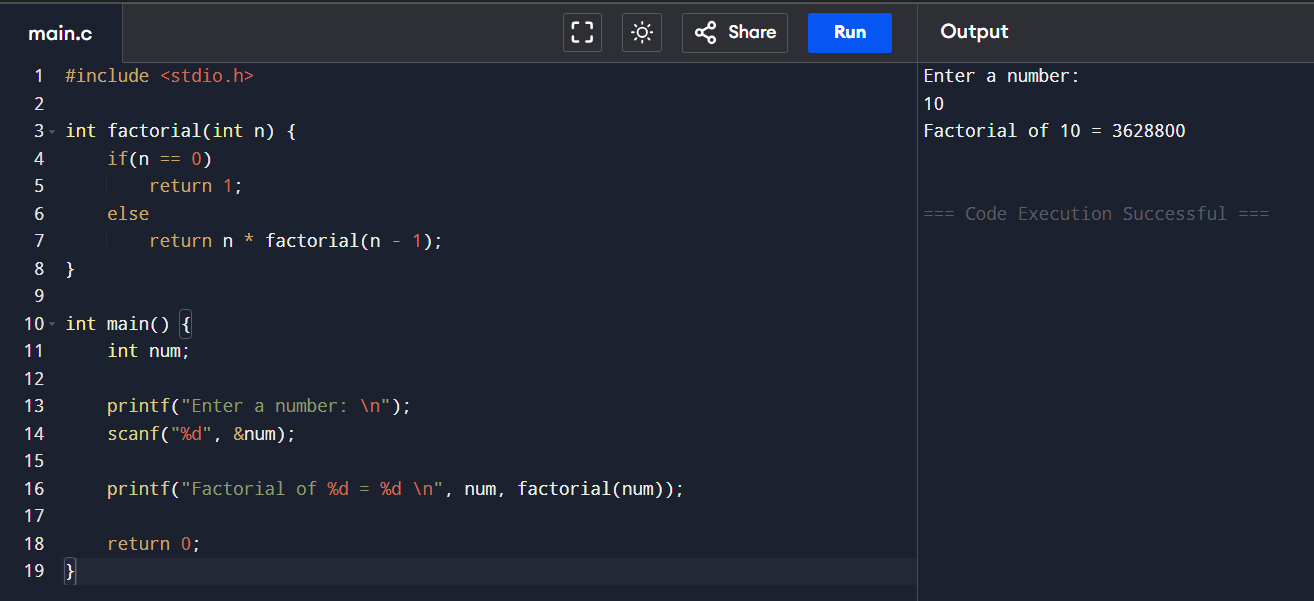 main.c
Share
Run
Output
1 #include <stdio.h>
2
3 int factorial(int n) {
4     if(n == 0)
5         return 1;
6     else
7         return n * factorial(n - 1);
8 }
9
10 int main() {
11     int num;
12
13     printf("Enter a number: \n");
14     scanf("%d", &num);
15
16     printf("Factorial of %d = %d \n", num, factorial(num));
17
18     return 0;
19 }
Enter a number:
10
Factorial of 10 = 3628800
=== Code Execution Successful ===